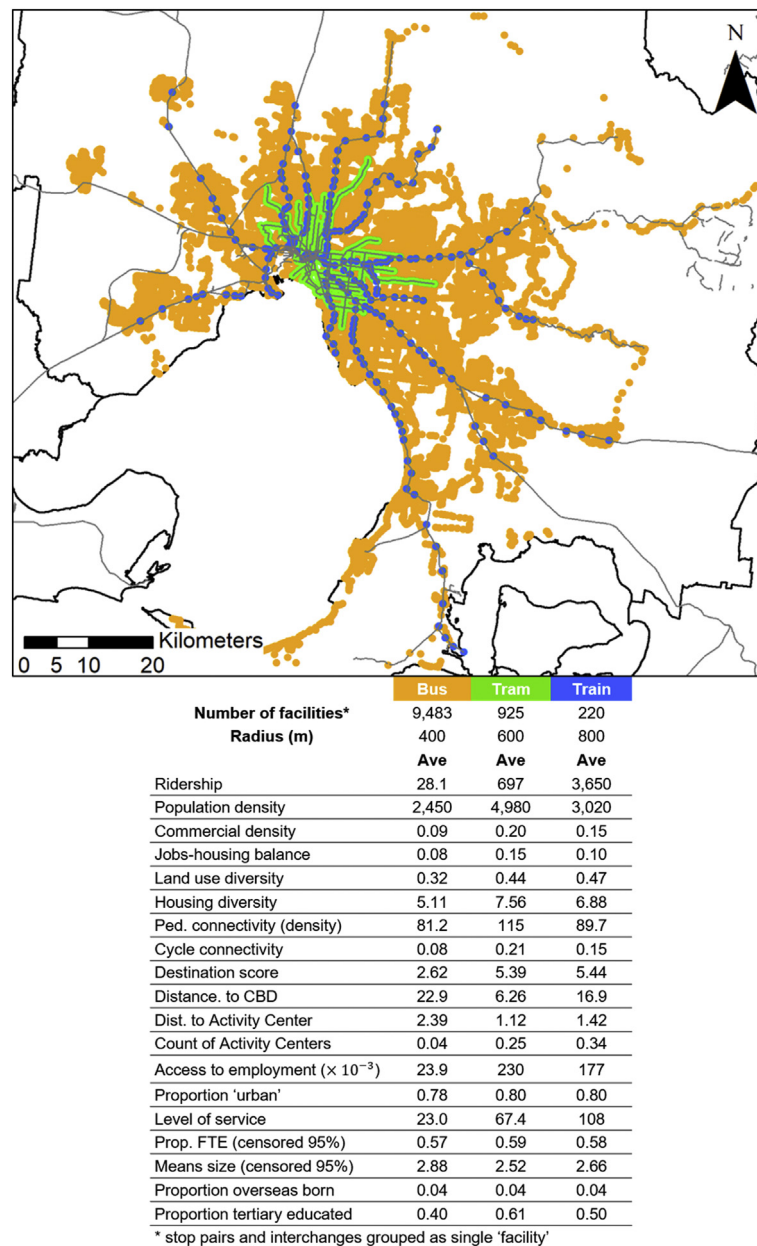 N
Kilometers
0 5 10 20
Bus Tram Train
Number of facilities* 9,483 925 220
Radius (m) 400 600 800
Ave Ave Ave
Ridership 28.1 697 3,650
Population density 2,450 4,980 3,020
Commercial density 0.09 0.20 0.15
Jobs-housing balance 0.08 0.15 0.10
Land use diversity 0.32 0.44 0.47
Housing diversity 5.11 7.56 6.88
Ped. connectivity (density) 81.2 115 89.7
Cycle connectivity 0.08 0.21 0.15
Destination score 2.62 5.39 5.44
Distance. to CBD 22.9 6.26 16.9
Dist. to Activity Center 2.39 1.12 1.42
Count of Activity Centers 0.04 0.25 0.34
Access to employment (× 10⁻³) 23.9 230 177
Proportion 'urban' 0.78 0.80 0.80
Level of service 23.0 67.4 108
Prop. FTE (censored 95%) 0.57 0.59 0.58
Means size (censored 95%) 2.88 2.52 2.66
Proportion overseas born 0.04 0.04 0.04
Proportion tertiary educated 0.40 0.61 0.50
* stop pairs and interchanges grouped as single 'facility'